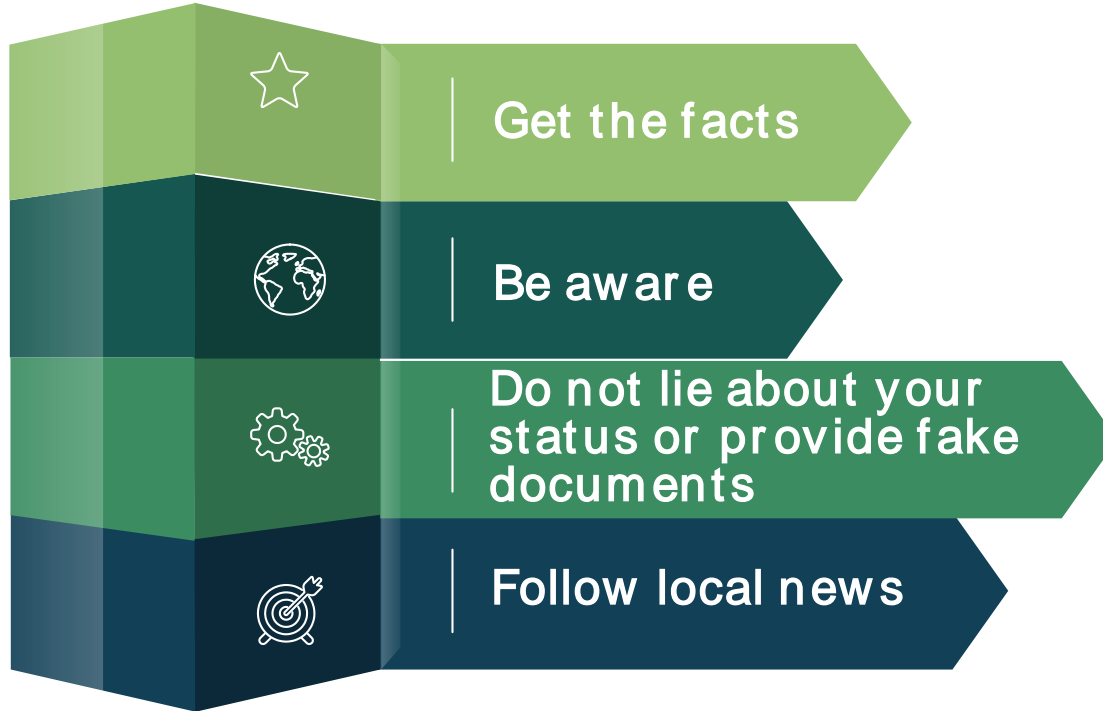 Get the facts
Be aware
Do not lie about your
status or provide fake
documents
Follow local news